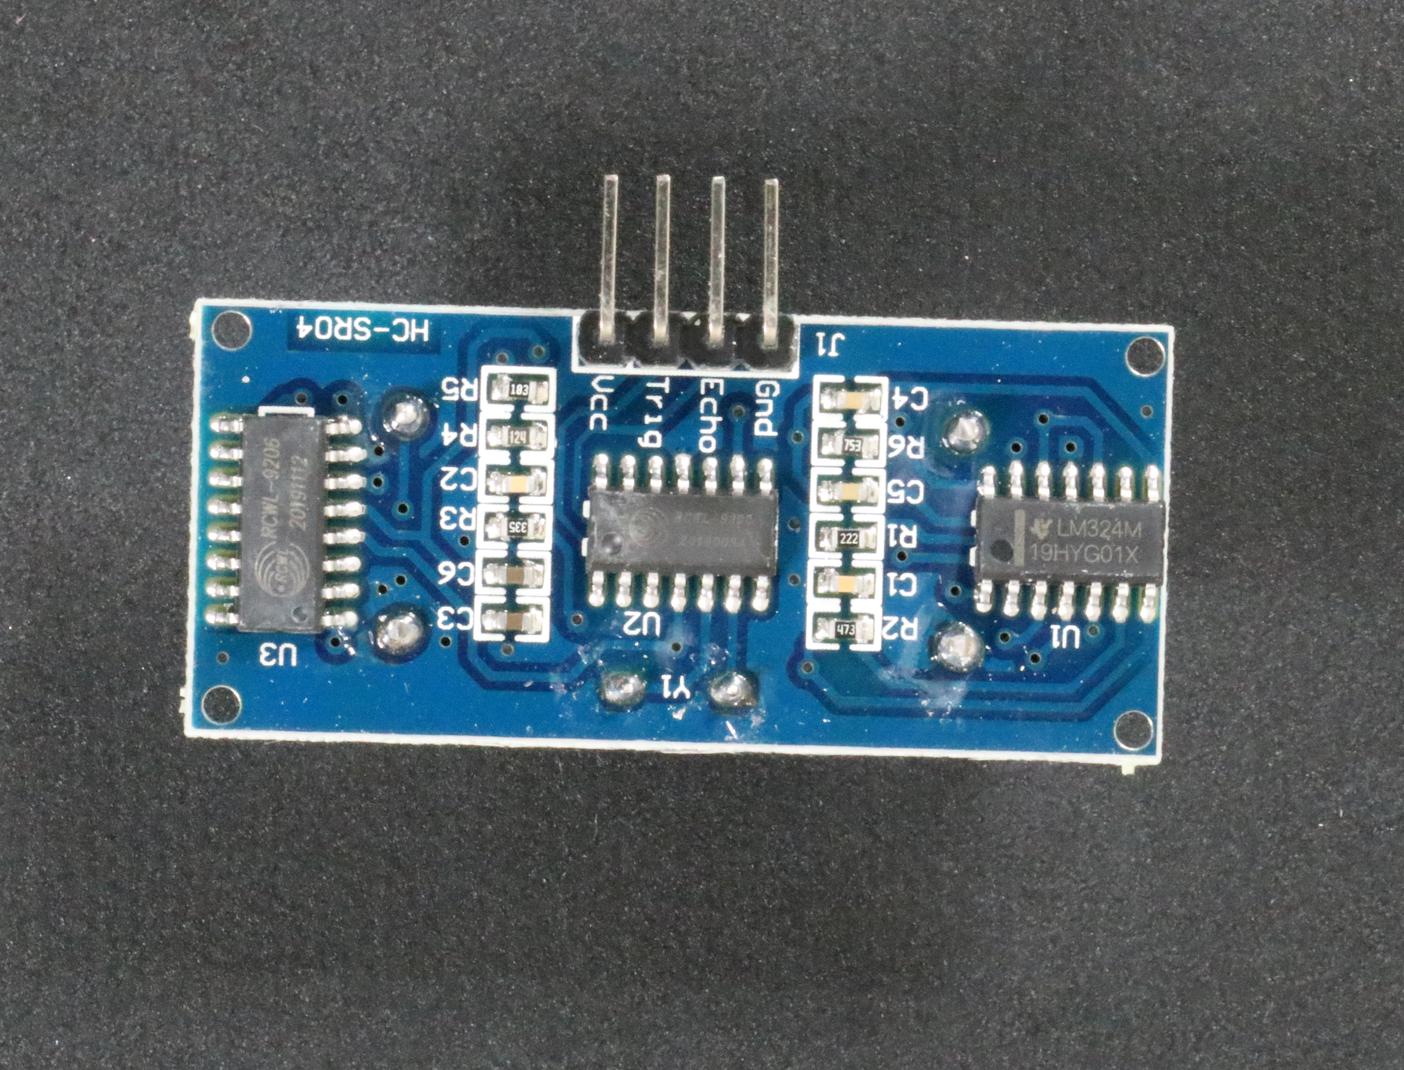 HC-SR04
J1
Vcc
Trig
Echo
Gnd
R5
103
R4
124
C2
R3
335
C6
C3
C4
R6
753
C5
R1
222
C1
R2
473
RCWL-9206
20191112
RCWL
U3
U2
Y1
LM324M
19HYG01X
U1